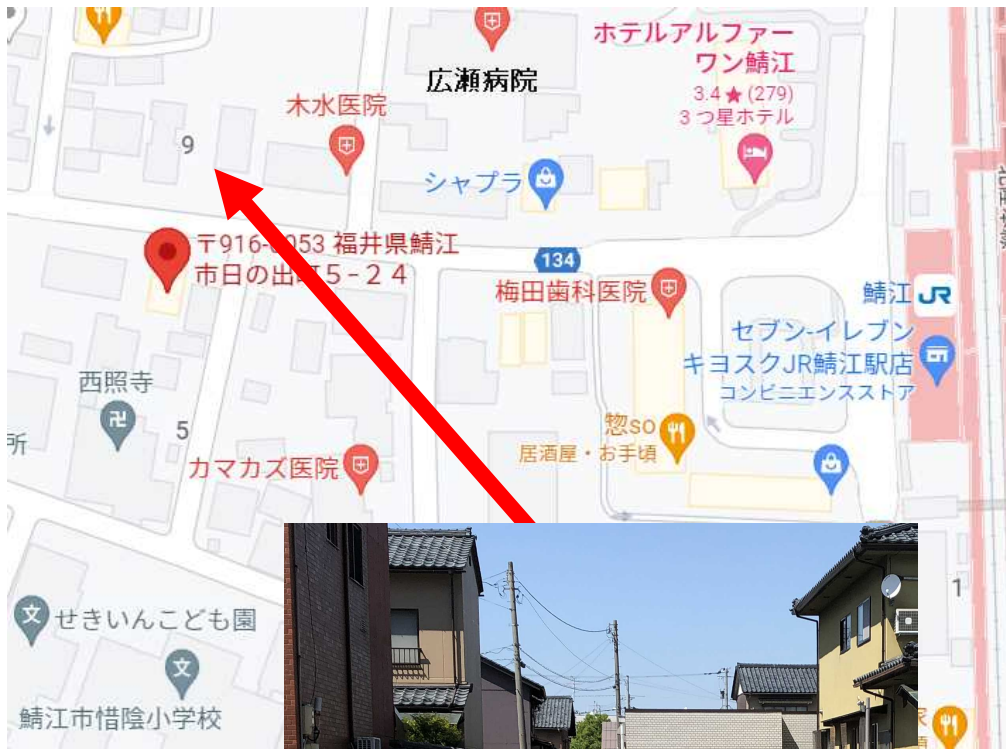 ホテルアルファー
ワン鯖江
3.4★(279)
3 つ星ホテル
広瀬病院
木水医院
9
シャプラ
〒916-0053 福井県鯖江
市日の出町5-24
134
梅田歯科医院
鯖江 JR
セブン-イレブン
キヨスクJR鯖江駅店
コンビニエンスストア
西照寺
所
5
惣so
居酒屋・お手頃
カマカズ医院
1
せきいんこども園
鯖江市惜陰小学校